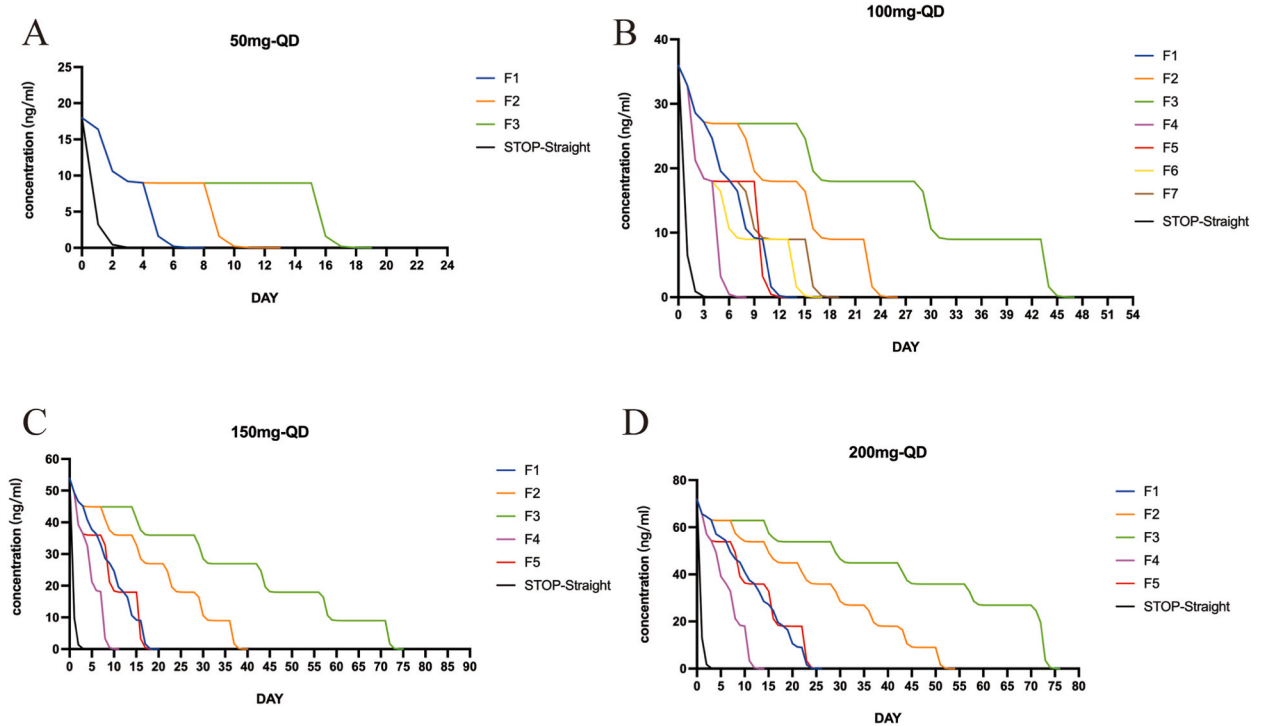 A
50mg-QD
concentration (ng/ml)
25
20
15
10
5
0
0 2 4 6 8 10 12 14 16 18 20 22 24
DAY
F1
F2
F3
STOP-Straight
B
100mg-QD
concentration (ng/ml)
40
30
20
10
0
0 3 6 9 12 15 18 21 24 27 30 33 36 39 42 45 48 51 54
DAY
F1
F2
F3
F4
F5
F6
F7
STOP-Straight
C
150mg-QD
concentration (ng/ml)
60
50
40
30
20
10
0
0 5 10 15 20 25 30 35 40 45 50 55 60 65 70 75 80 85 90
DAY
F1
F2
F3
F4
F5
STOP-Straight
D
200mg-QD
concentration (ng/ml)
80
60
40
20
0
0 5 10 15 20 25 30 35 40 45 50 55 60 65 70 75 80
DAY
F1
F2
F3
F4
F5
STOP-Straight